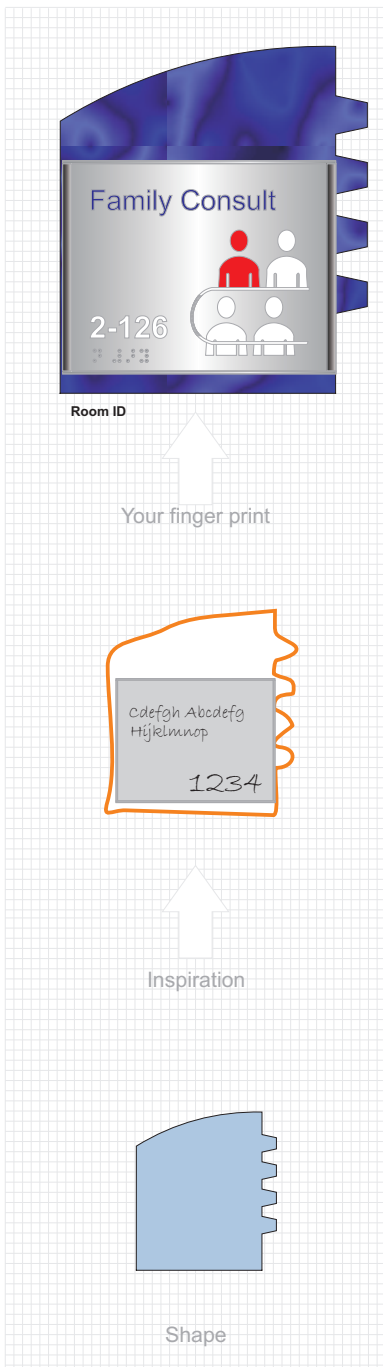 Family Consult
2-126
Room ID
Your finger print
Cdefgh Abcdefg
Hijklmnop
1234
Inspiration
Shape